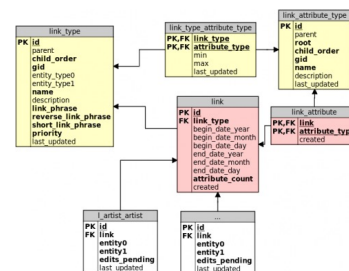 link_type
PK id
parent
child_order
gid
entity_type0
entity_type1
name
description
link_phrase
reverse_link_phrase
short_link_phrase
priority
last_updated
link_type_attribute_type
PK,FK link_type
PK,FK attribute_type
min
max
last_updated
link_attribute_type
PK id
parent
root
child_order
gid
name
description
last_updated
link
PK id
FK link_type
begin_date_year
begin_date_month
begin_date_day
end_date_year
end_date_month
end_date_day
attribute_count
created
link_attribute
PK,FK link
PK,FK attribute_typ
created
l_artist_artist
PK id
FK link
entity0
entity1
edits_pending
last_updated
...
PK id
FK link
entity0
entity1
edits_pending
last_updated